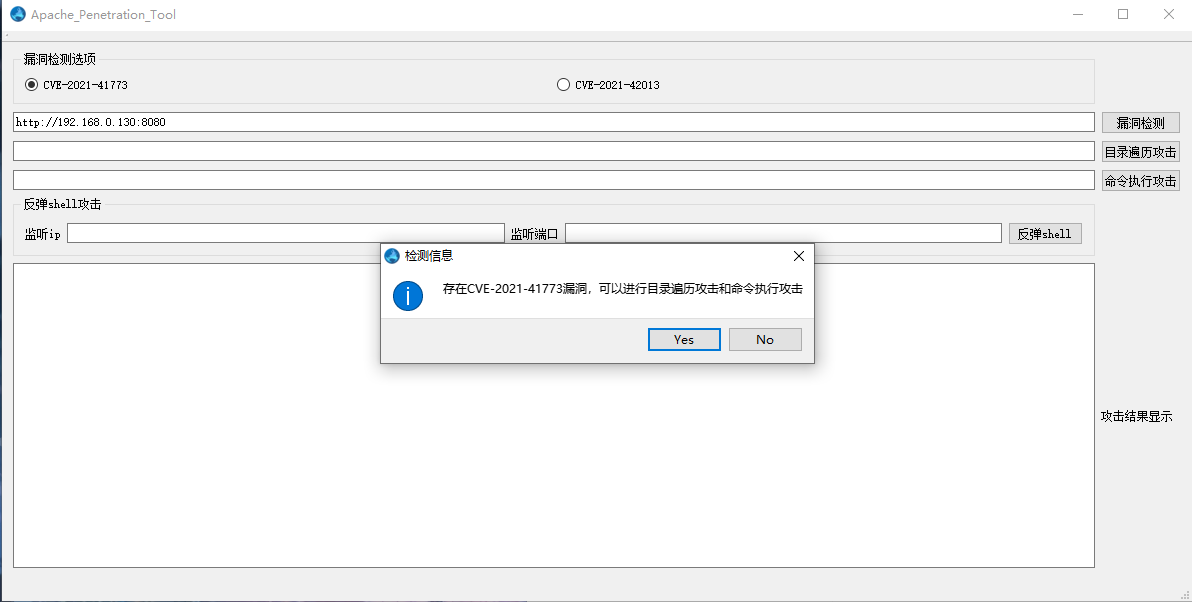 Apache_Penetration_Tool
漏洞检测选项
CVE-2021-41773
CVE-2021-42013
http://192.168.0.130:8080
漏洞检测
目录遍历攻击
命令执行攻击
反弹shell攻击
监听ip
监听端口
反弹shell
检测信息
存在CVE-2021-41773漏洞，可以进行目录遍历攻击和命令执行攻击
Yes
No
攻击结果显示